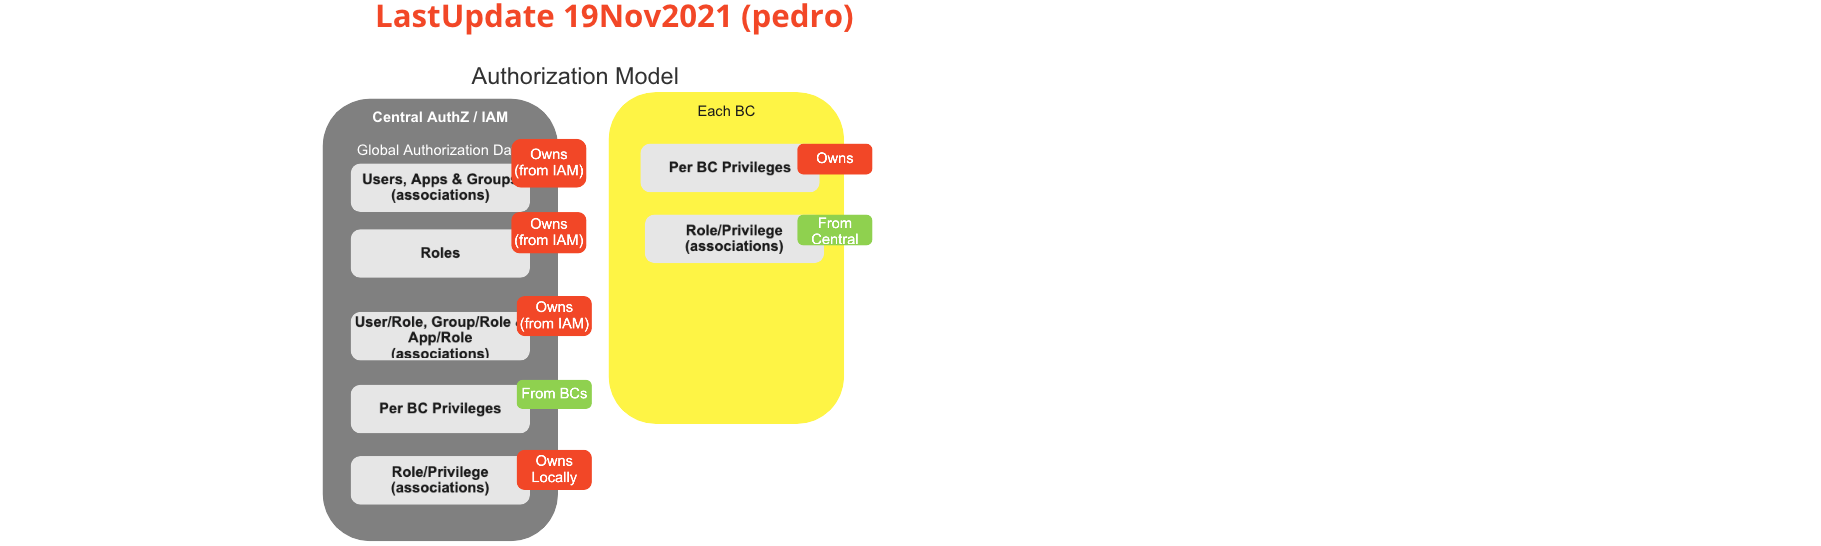 LastUpdate 19Nov2021 (pedro)
Authorization Model
Central AuthZ / IAM
Global Authorization Da
Owns
(from IAM)
Users, Apps & Groups
(associations)
Owns
(from IAM)
Roles
Owns
(from IAM)
User/Role, Group/Role &
App/Role
(associations)
From BCs
Per BC Privileges
Owns
Locally
Role/Privilege
(associations)
Each BC
Per BC Privileges
Owns
Role/Privilege
(associations)
From
Central